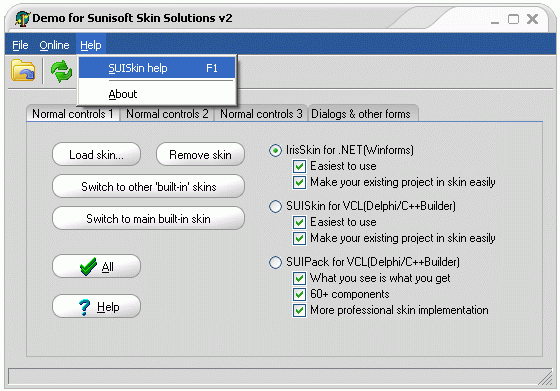 Demo for Sunisoft Skin Solutions v2
File Online Help
SUISkin help F1
About
Normal controls 1 Normal controls 2 Normal controls 3 Dialogs & other forms
Load skin... Remove skin
Switch to other 'built-in' skins
Switch to main built-in skin
All
Help
IrisSkin for .NET(Winforms)
Easiest to use
Make your existing project in skin easily
SUISkin for VCL(Delphi/C++Builder)
Easiest to use
Make your existing project in skin easily
SUIPack for VCL(Delphi/C++Builder)
What you see is what you get
60+ components
More professional skin implementation